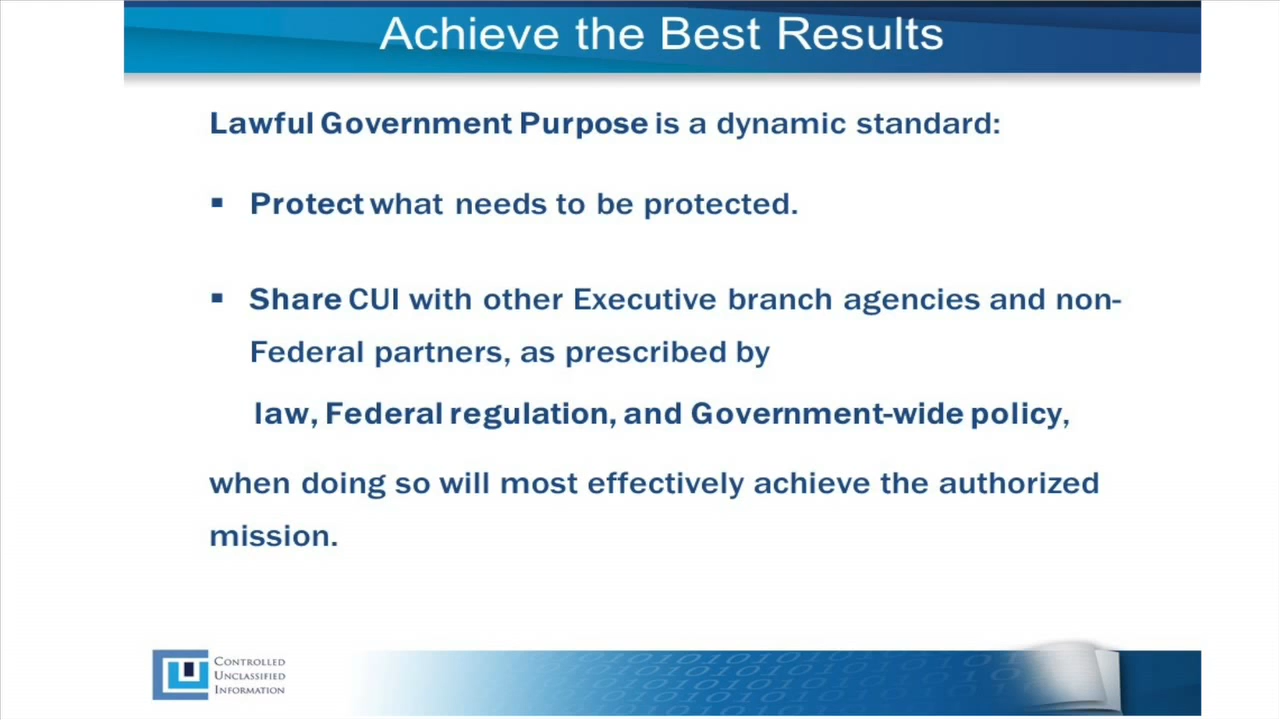 Achieve the Best Results
Lawful Government Purpose is a dynamic standard:
▪ Protect what needs to be protected.
▪ Share CUI with other Executive branch agencies and non-
Federal partners, as prescribed by
law, Federal regulation, and Government-wide policy,
when doing so will most effectively achieve the authorized
mission.
CONTROLLED
UNCLASSIFIED
INFORMATION